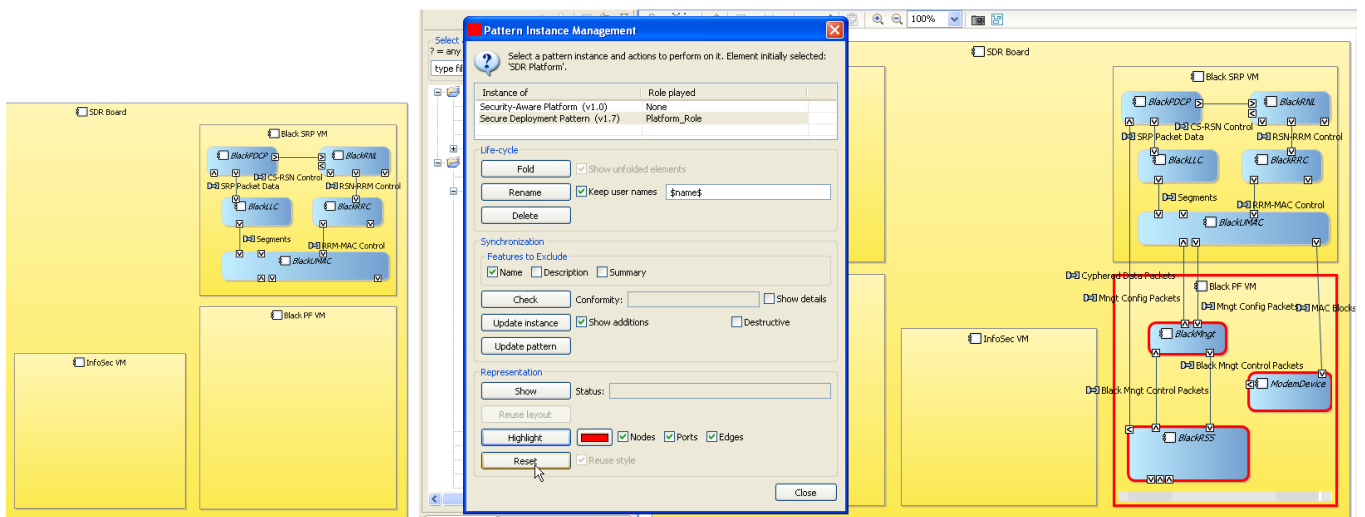 SDR Board
Black SRP VM
BlackPDCP
BlackRNL
CS-RSN Control
SRP Packet Data
RSN-RRM Control
BlackLLC
BlackRRC
Segments
RRM-MAC Control
BlackUMAC
Black PF VM
InfoSec VM
Select
? = any
type fil
Pattern Instance Management
Select a pattern instance and actions to perform on it. Element initially selected:
'SDR Platform'.
Instance of Role played
Security-Aware Platform (v1.0) None
Secure Deployment Pattern (v1.7) Platform_Role
Life-cycle
Fold Show unfolded elements
Rename Keep user names $name$
Delete
Synchronization
Features to Exclude
Name Description Summary
Check Conformity: Show details
Update instance Show additions Destructive
Update pattern
Representation
Show Status:
Reuse layout
Highlight Nodes Ports Edges
Reset Reuse style
Close
100%
SDR Board
Black SRP VM
BlackPDCP
BlackRNL
CS-RSN Control
SRP Packet Data
RSN-RRM Control
BlackLLC
BlackRRC
Segments
RRM-MAC Control
BlackUMAC
Cyphered Data Packets
Black PF VM
Mngt Config Packets
Mngt Config Packets
MAC Blocks
BlackMngt
InfoSec VM
Black Mngt Control Packets
ModemDevice
Black Mngt Control Packets
BlackRSS